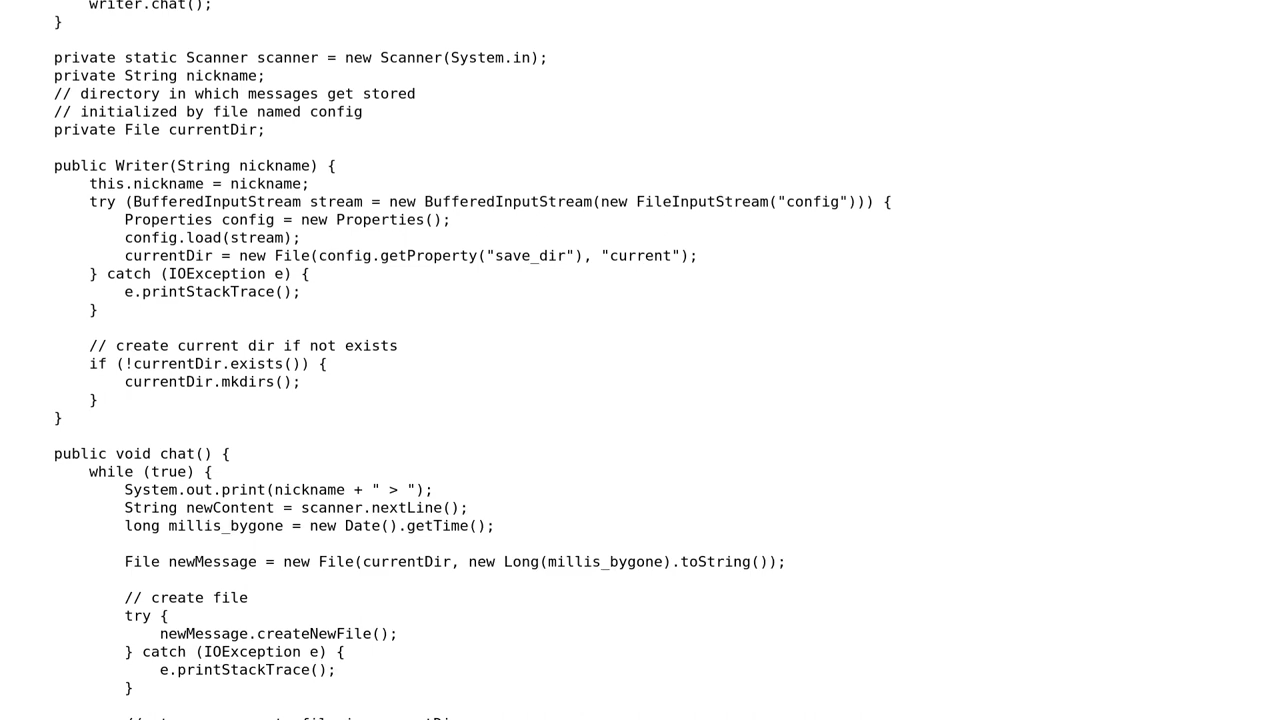 writer.chat();
}
private static Scanner scanner = new Scanner(System.in);
private String nickname;
// directory in which messages get stored
// initialized by file named config
private File currentDir;
public Writer(String nickname) {
this.nickname = nickname;
try (BufferedInputStream stream = new BufferedInputStream(new FileInputStream("config"))) {
Properties config = new Properties();
config.load(stream);
currentDir = new File(config.getProperty("save_dir"), "current");
} catch (IOException e) {
e.printStackTrace();
}
// create current dir if not exists
if (!currentDir.exists()) {
currentDir.mkdirs();
}
}
public void chat() {
while (true) {
System.out.print(nickname + " > ");
String newContent = scanner.nextLine();
long millis_bygone = new Date().getTime();
File newMessage = new File(currentDir, new Long(millis_bygone).toString());
// create file
try {
newMessage.createNewFile();
} catch (IOException e) {
e.printStackTrace();
}